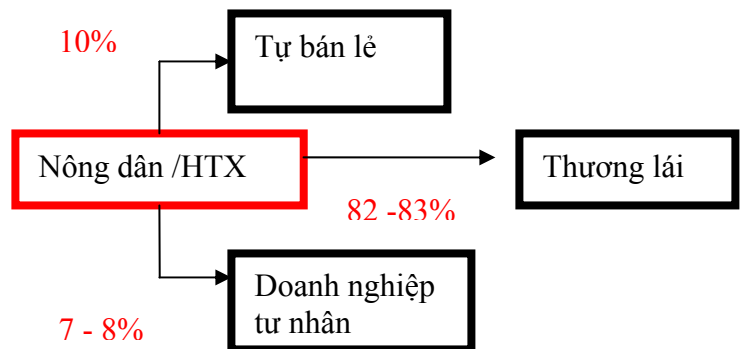 10%
Tự bán lẻ
Nông dân /HTX
Thương lái
82 -83%
Doanh nghiệp
tư nhân
7 - 8%